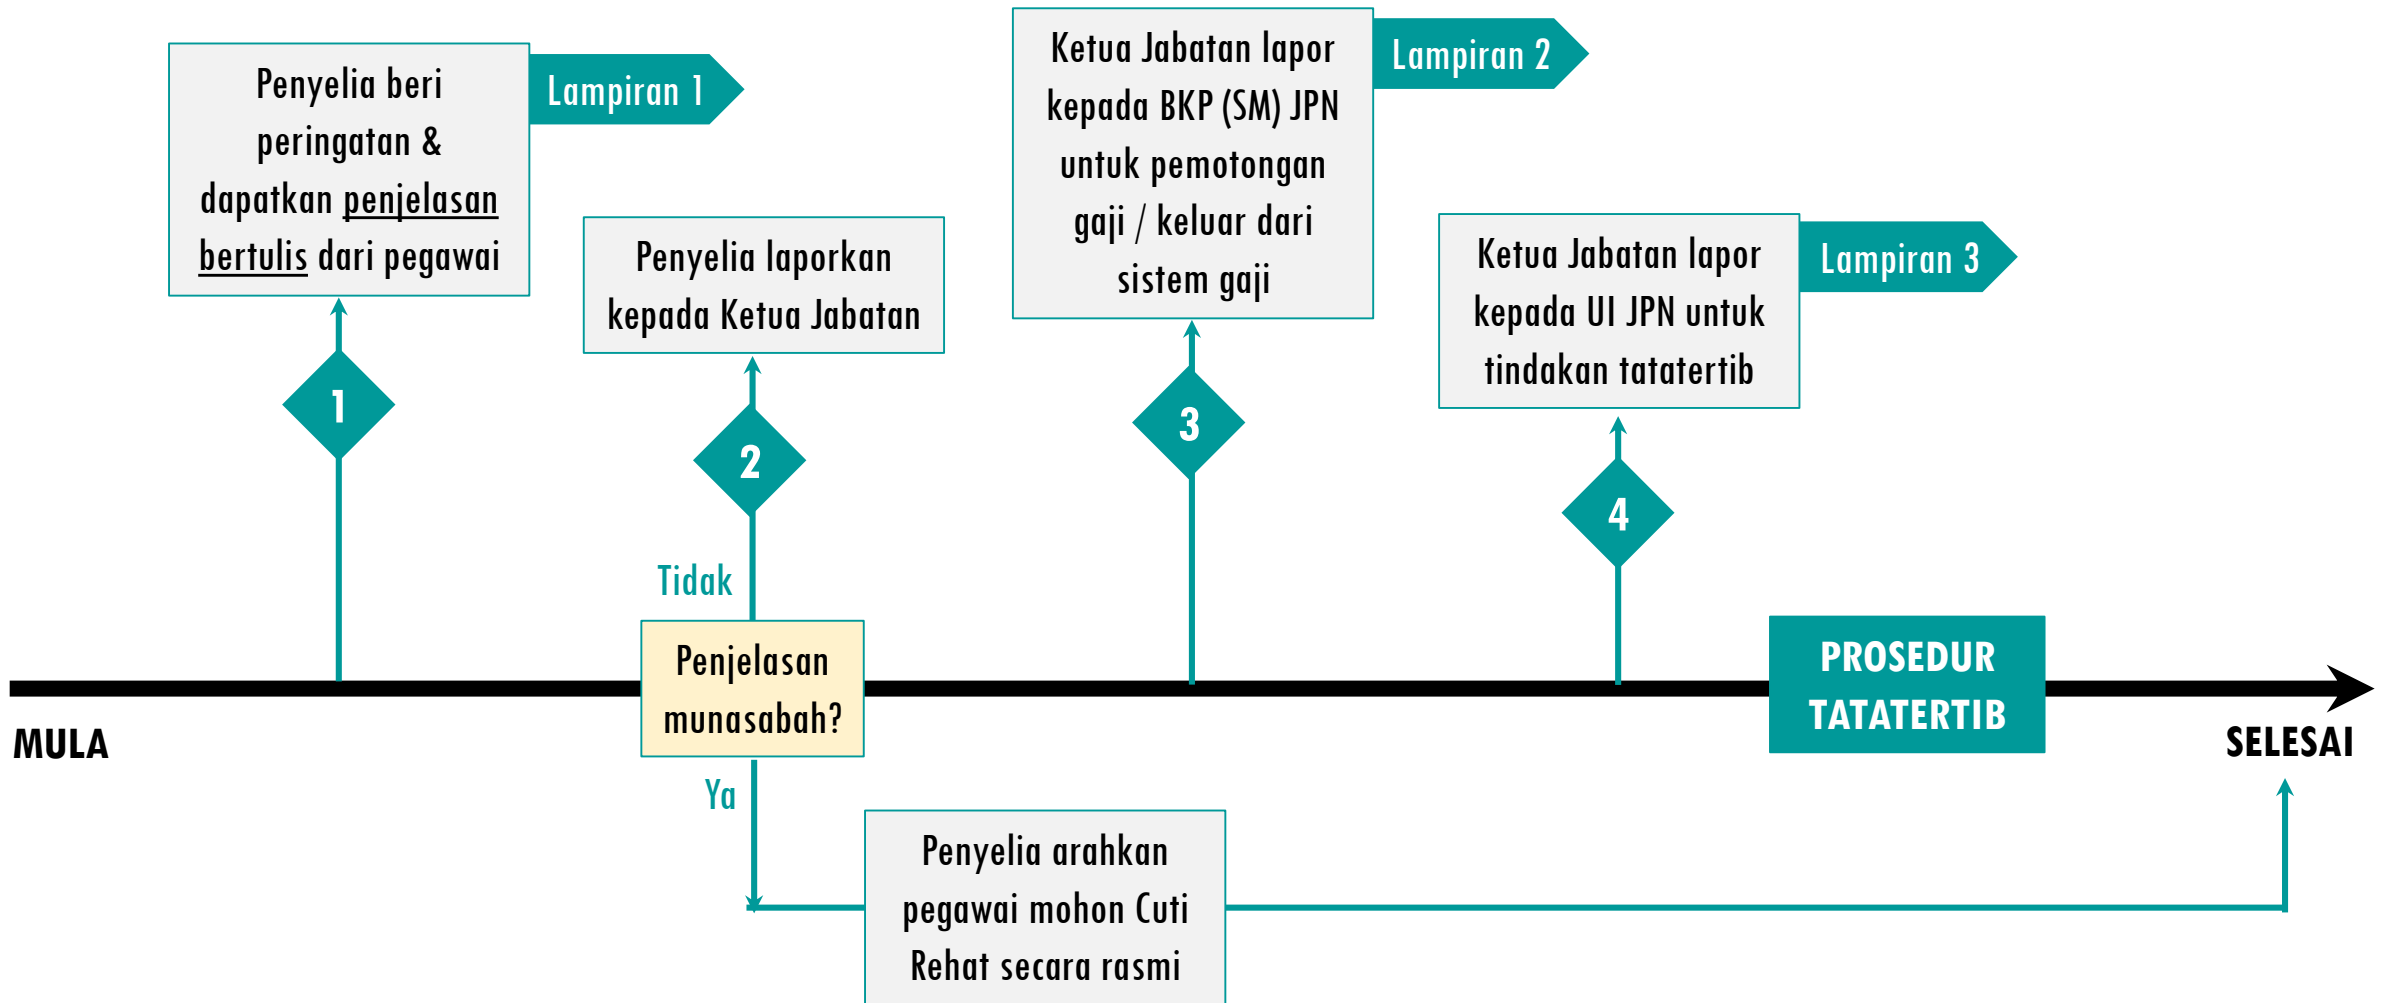 Penyelia beri
peringatan &
dapatkan penjelasan
bertulis dari pegawai
Lampiran 1
1
Penyelia laporkan
kepada Ketua Jabatan
2
Tidak
Ketua Jabatan lapor
kepada BKP (SM) JPN
untuk pemotongan
gaji / keluar dari
sistem gaji
Lampiran 2
3
Ketua Jabatan lapor
kepada UI JPN untuk
tindakan tatatertib
Lampiran 3
4
MULA
Penjelasan
munasabah?
PROSEDUR
TATATERTIB
SELESAI
Ya
Penyelia arahkan
pegawai mohon Cuti
Rehat secara rasmi